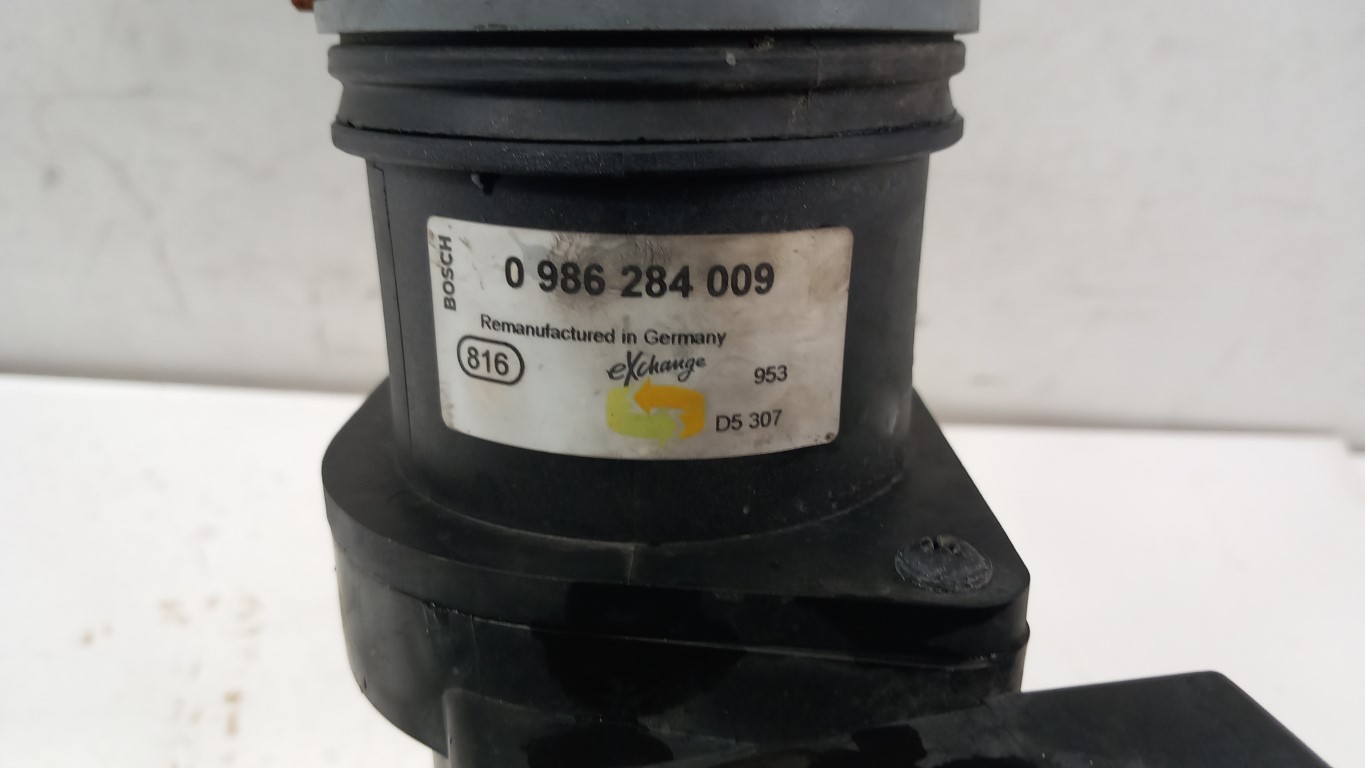 BOSCH
0 986 284 009
Remanufactured in Germany
816
eXchange
953
D5 307